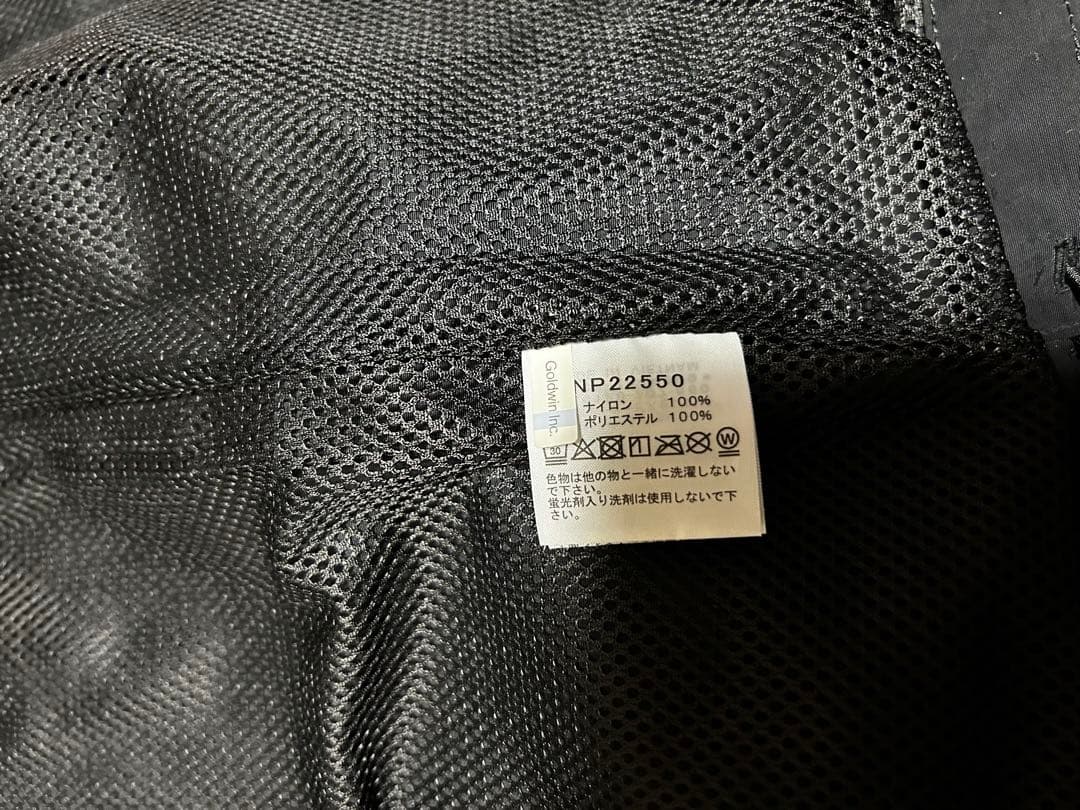 Goldwin Inc.
NP22550
ナイロン 100%
ポリエステル 100%
30
1
W
色物は他の物と一緒に洗濯しない
で下さい。
蛍光剤入り洗剤は使用しないで下
さい。